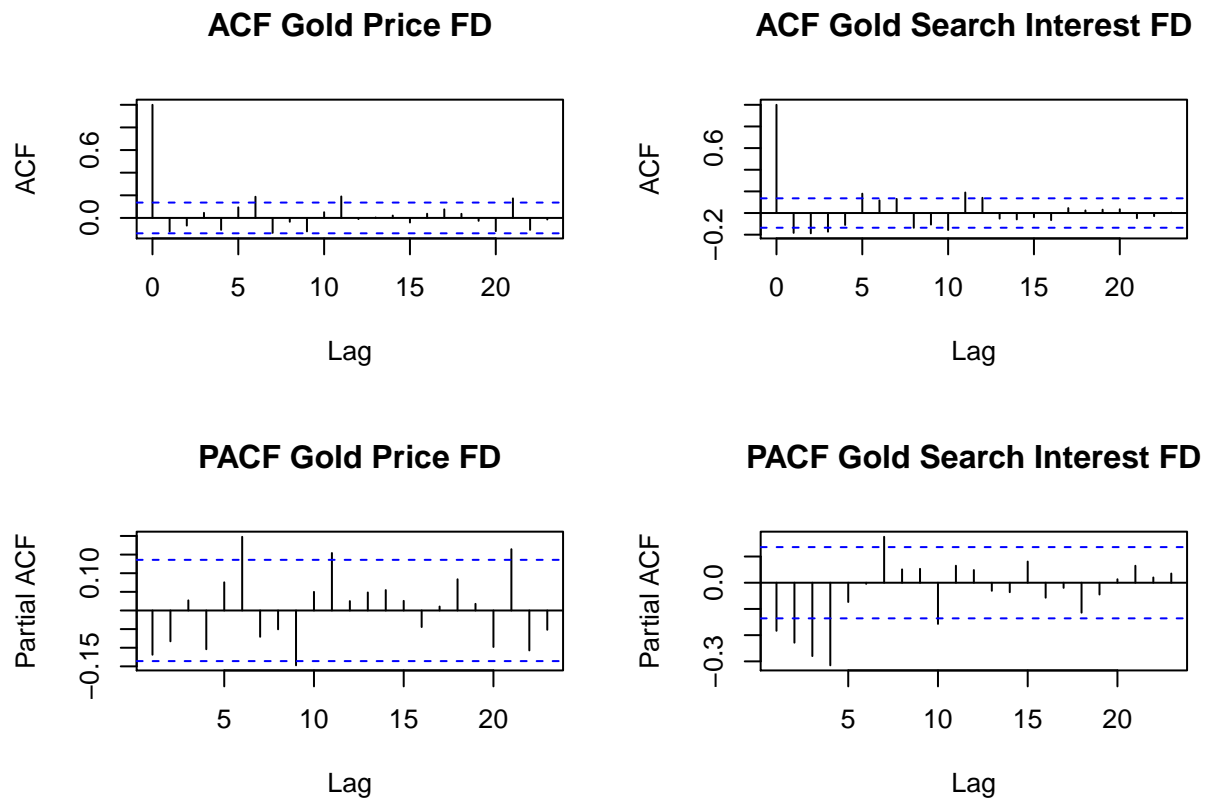 ACF Gold Price FD
ACF
0.0 0.6
0 5 10 15 20
Lag
ACF Gold Search Interest FD
ACF
−0.2 0.6
0 5 10 15 20
Lag
PACF Gold Price FD
Partial ACF
−0.15 0.10
5 10 15 20
Lag
PACF Gold Search Interest FD
Partial ACF
−0.3 0.0
5 10 15 20
Lag